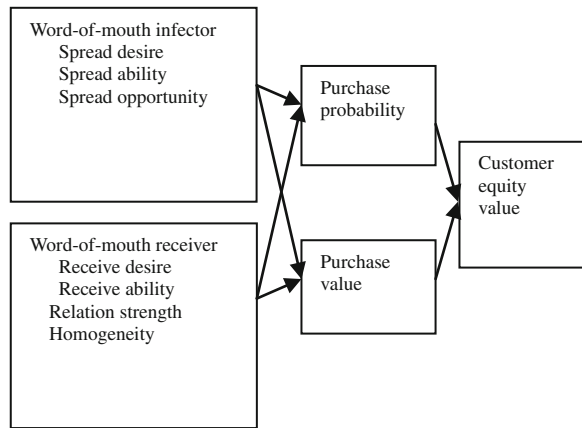 Word-of-mouth infector
Spread desire
Spread ability
Spread opportunity
Word-of-mouth receiver
Receive desire
Receive ability
Relation strength
Homogeneity
Purchase
probability
Purchase
value
Customer
equity
value